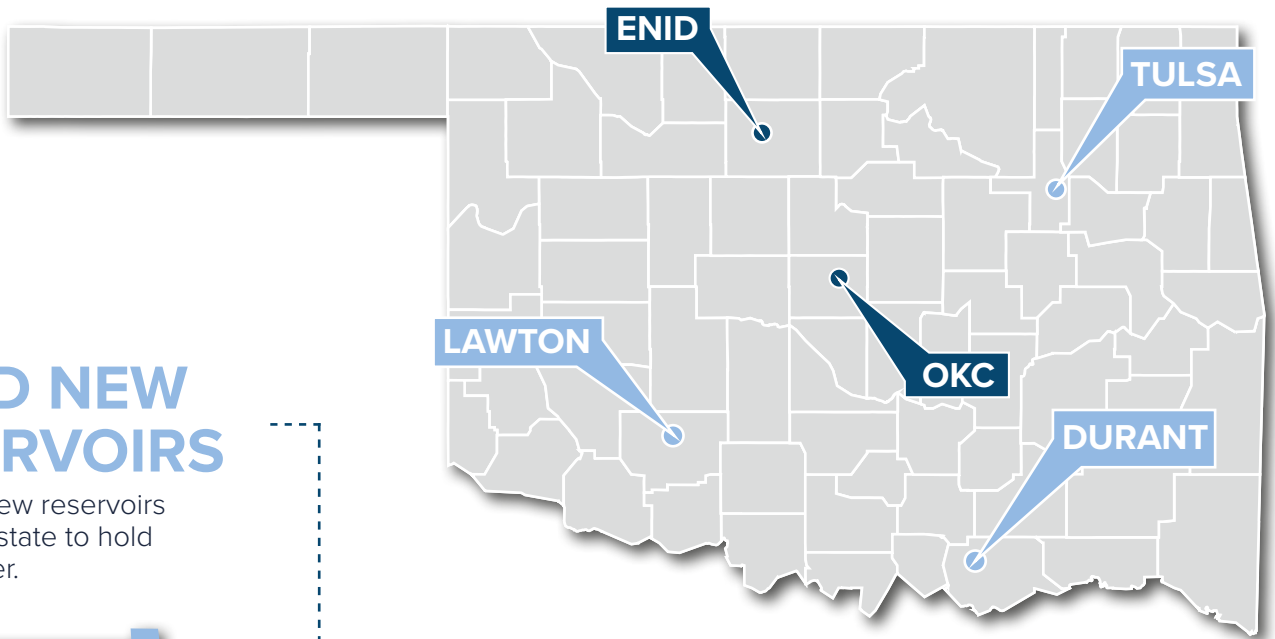 ENID
TULSA
LAWTON
OKC
DURANT
D NEW
RVOIRS
ew reservoirs
state to hold
er.